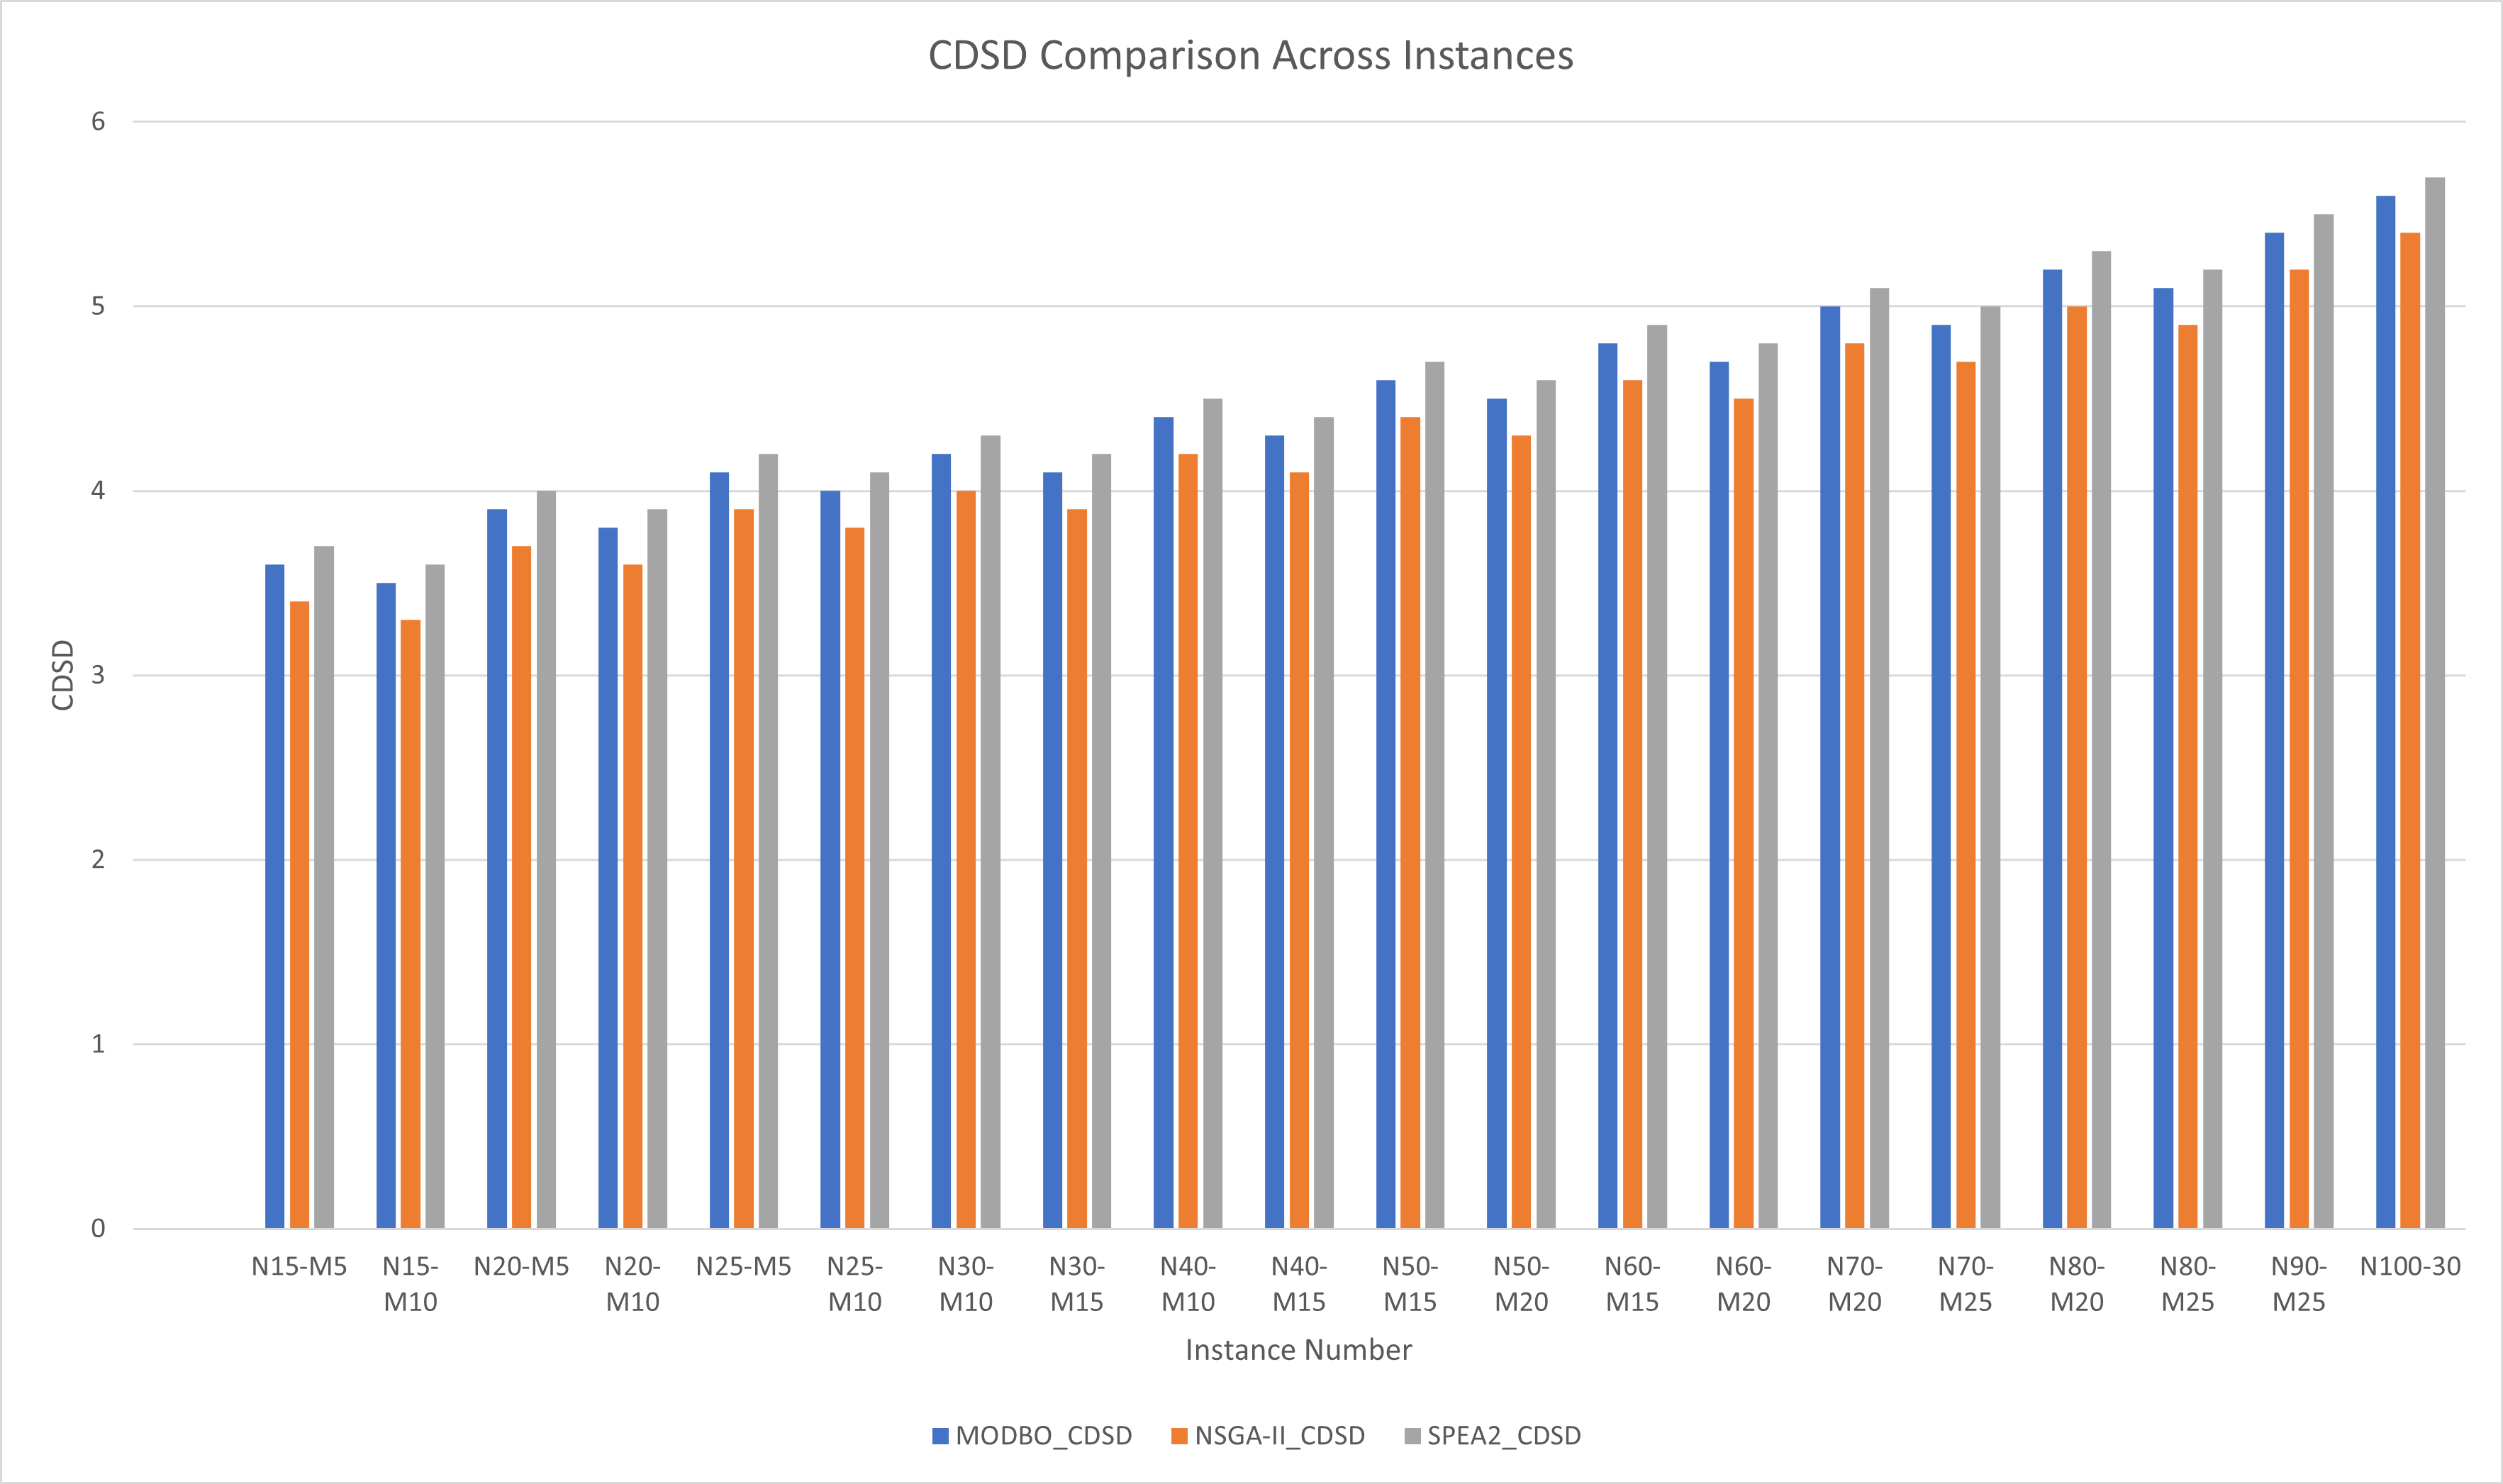 CDSD Comparison Across Instances
6
5
4
3
2
1
0
CDSD
N15-M5
N15-
M10
N20-M5
N20-
M10
N25-M5
N25-
M10
N30-
M10
N30-
M15
N40-
M10
N40-
M15
N50-
M15
N50-
M20
N60-
M15
N60-
M20
N70-
M20
N70-
M25
N80-
M20
N80-
M25
N90-
M25
N100-30
Instance Number
MODBO_CDSD
NSGA-II_CDSD
SPEA2_CDSD